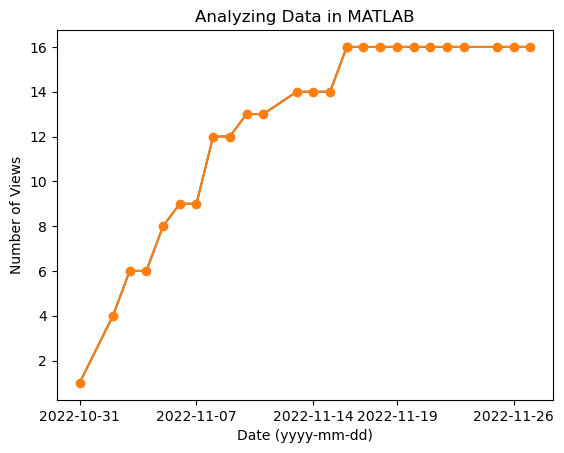 Analyzing Data in MATLAB
16
14
12
10
8
6
4
2
Number of Views
2022-10-31 2022-11-07 2022-11-14 2022-11-19 2022-11-26
Date (yyyy-mm-dd)